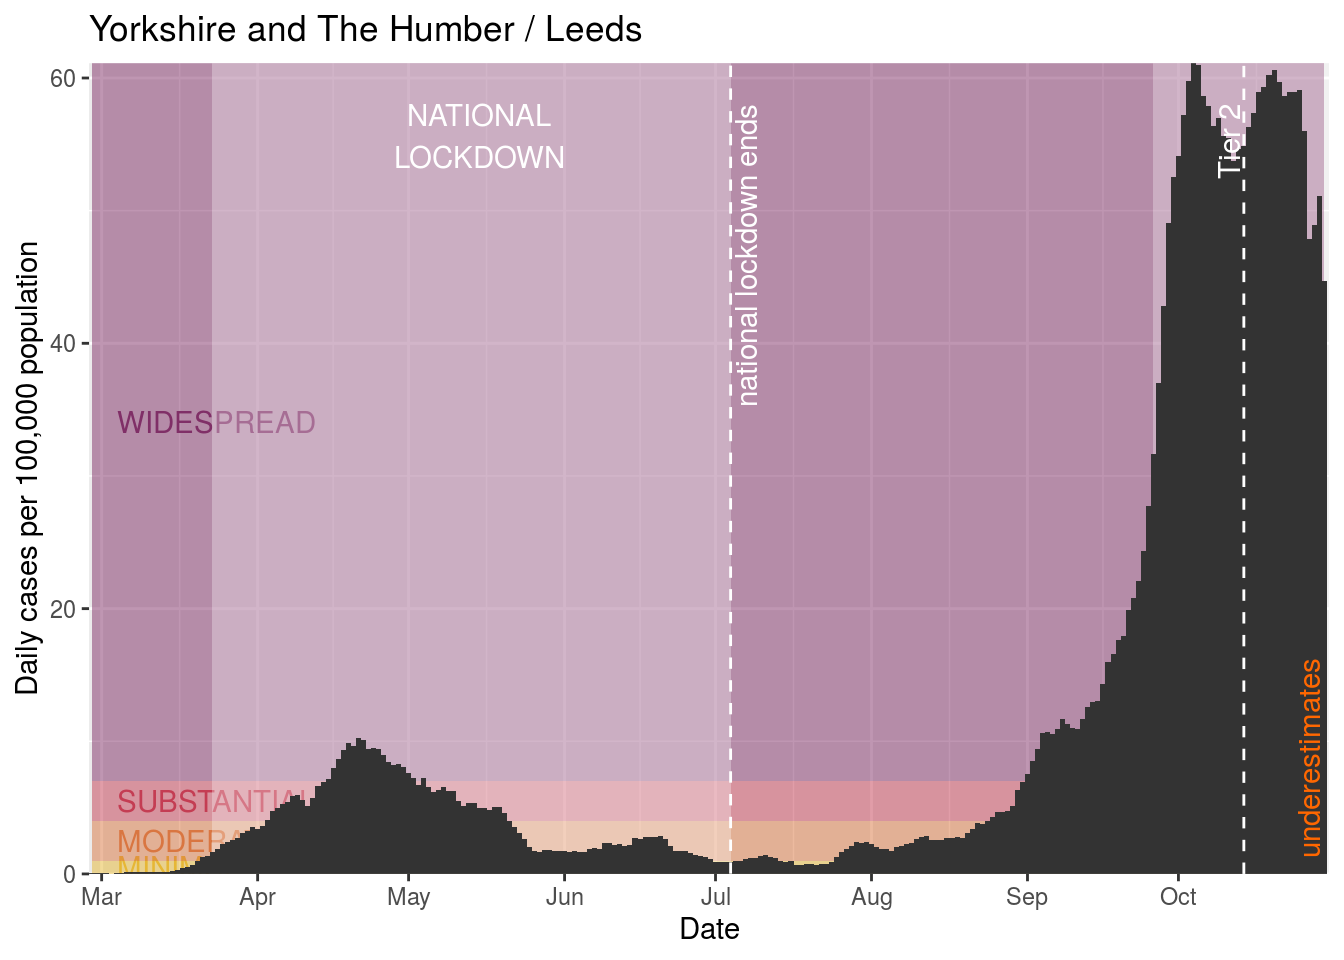 Yorkshire and The Humber / Leeds
60
40
20
0
Daily cases per 100,000 population
NATIONAL
LOCKDOWN
national lockdown ends
Tier 2
WIDESPREAD
SUBSTANTIAL
underestimates
Mar
Apr
May
Jun
Jul
Aug
Sep
Oct
Date